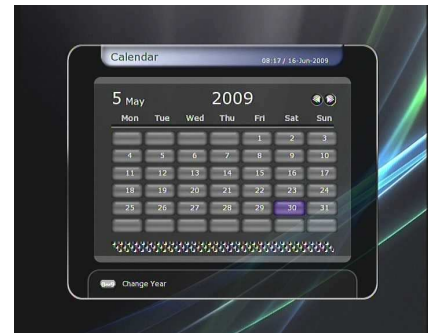 Calendar 08:17 / 16-Jun-2009
5 May 2009
Mon Tue Wed Thu Fri Sat Sun
1 2 3
4 5 6 7 8 9 10
11 12 13 14 15 16 17
18 19 20 21 22 23 24
25 26 27 28 29 30 31
Change Year